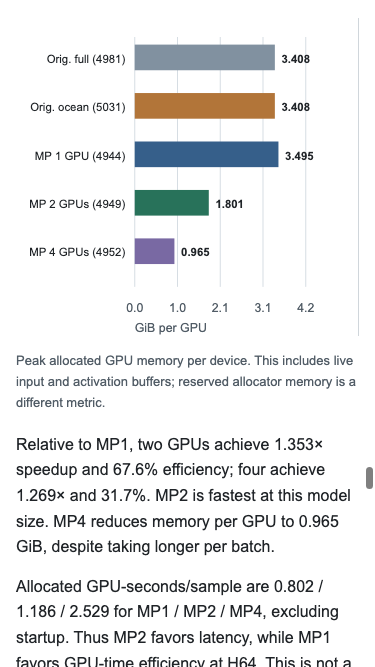 Orig. full (4981) 3.408
Orig. ocean (5031) 3.408
MP 1 GPU (4944) 3.495
MP 2 GPUs (4949) 1.801
MP 4 GPUs (4952) 0.965
0.0 1.0 2.1 3.1 4.2
GiB per GPU
Peak allocated GPU memory per device. This includes live
input and activation buffers; reserved allocator memory is a
different metric.
Relative to MP1, two GPUs achieve 1.353×
speedup and 67.6% efficiency; four achieve
1.269× and 31.7%. MP2 is fastest at this model
size. MP4 reduces memory per GPU to 0.965
GiB, despite taking longer per batch.
Allocated GPU-seconds/sample are 0.802 /
1.186 / 2.529 for MP1 / MP2 / MP4, excluding
startup. Thus MP2 favors latency, while MP1
favors GPU-time efficiency at H64. This is not a